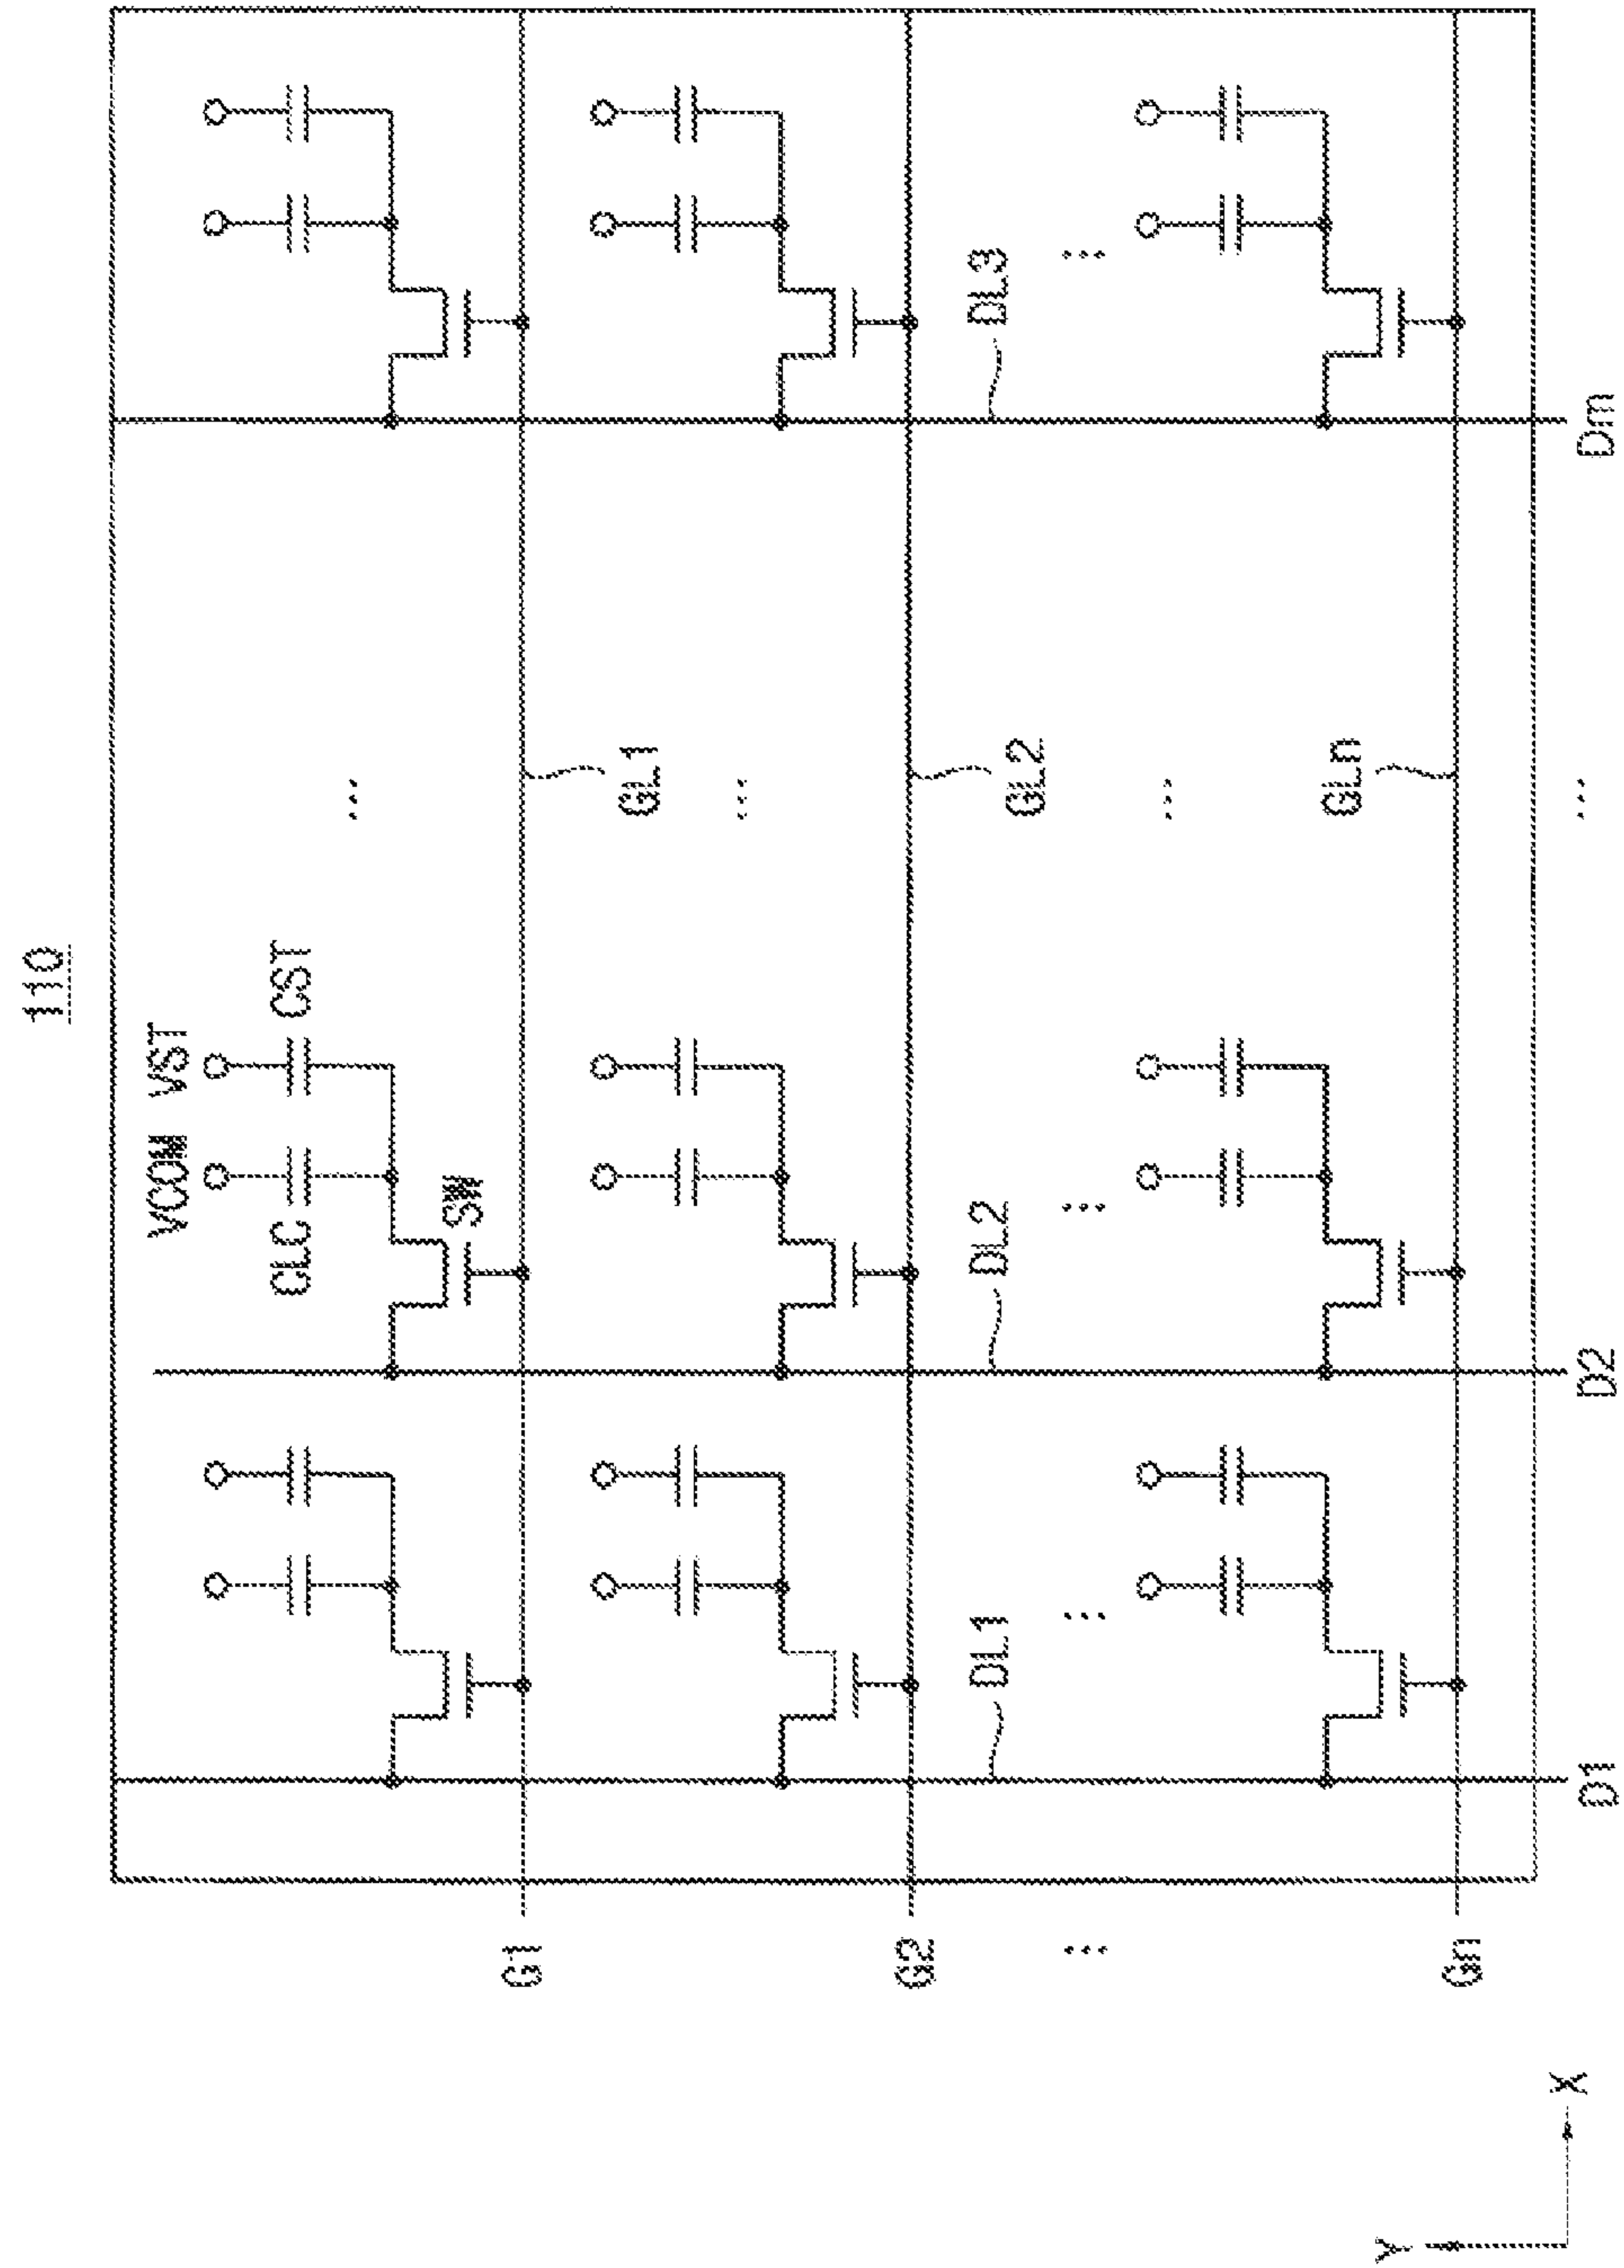 110
VCOM VST
CLC CST
...
SW
G1
GL1
...
G2
DL1 DL2 DL3
GL2
...
GLn
Gn
Y
X
D1 D2 ... Dm